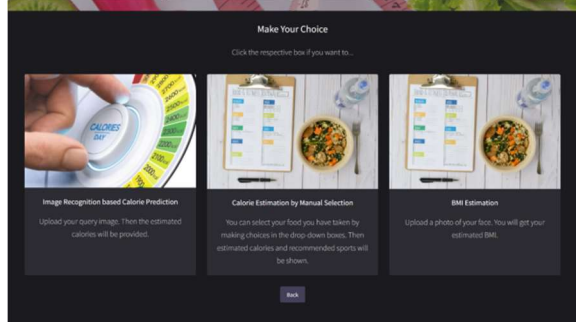 Make Your Choice
Click the respective box if you want to...
CALORIES
DAY
Image Recognition based Calorie Prediction
Upload your query image. Then the estimated
calories will be provided.
Calorie Estimation by Manual Selection
You can select your food you have taken by
making choices in the drop down boxes. Then
estimated calories and recommended sports will
be shown.
BMI Estimation
Upload a photo of your face. You will get your
estimated BMI.
Back